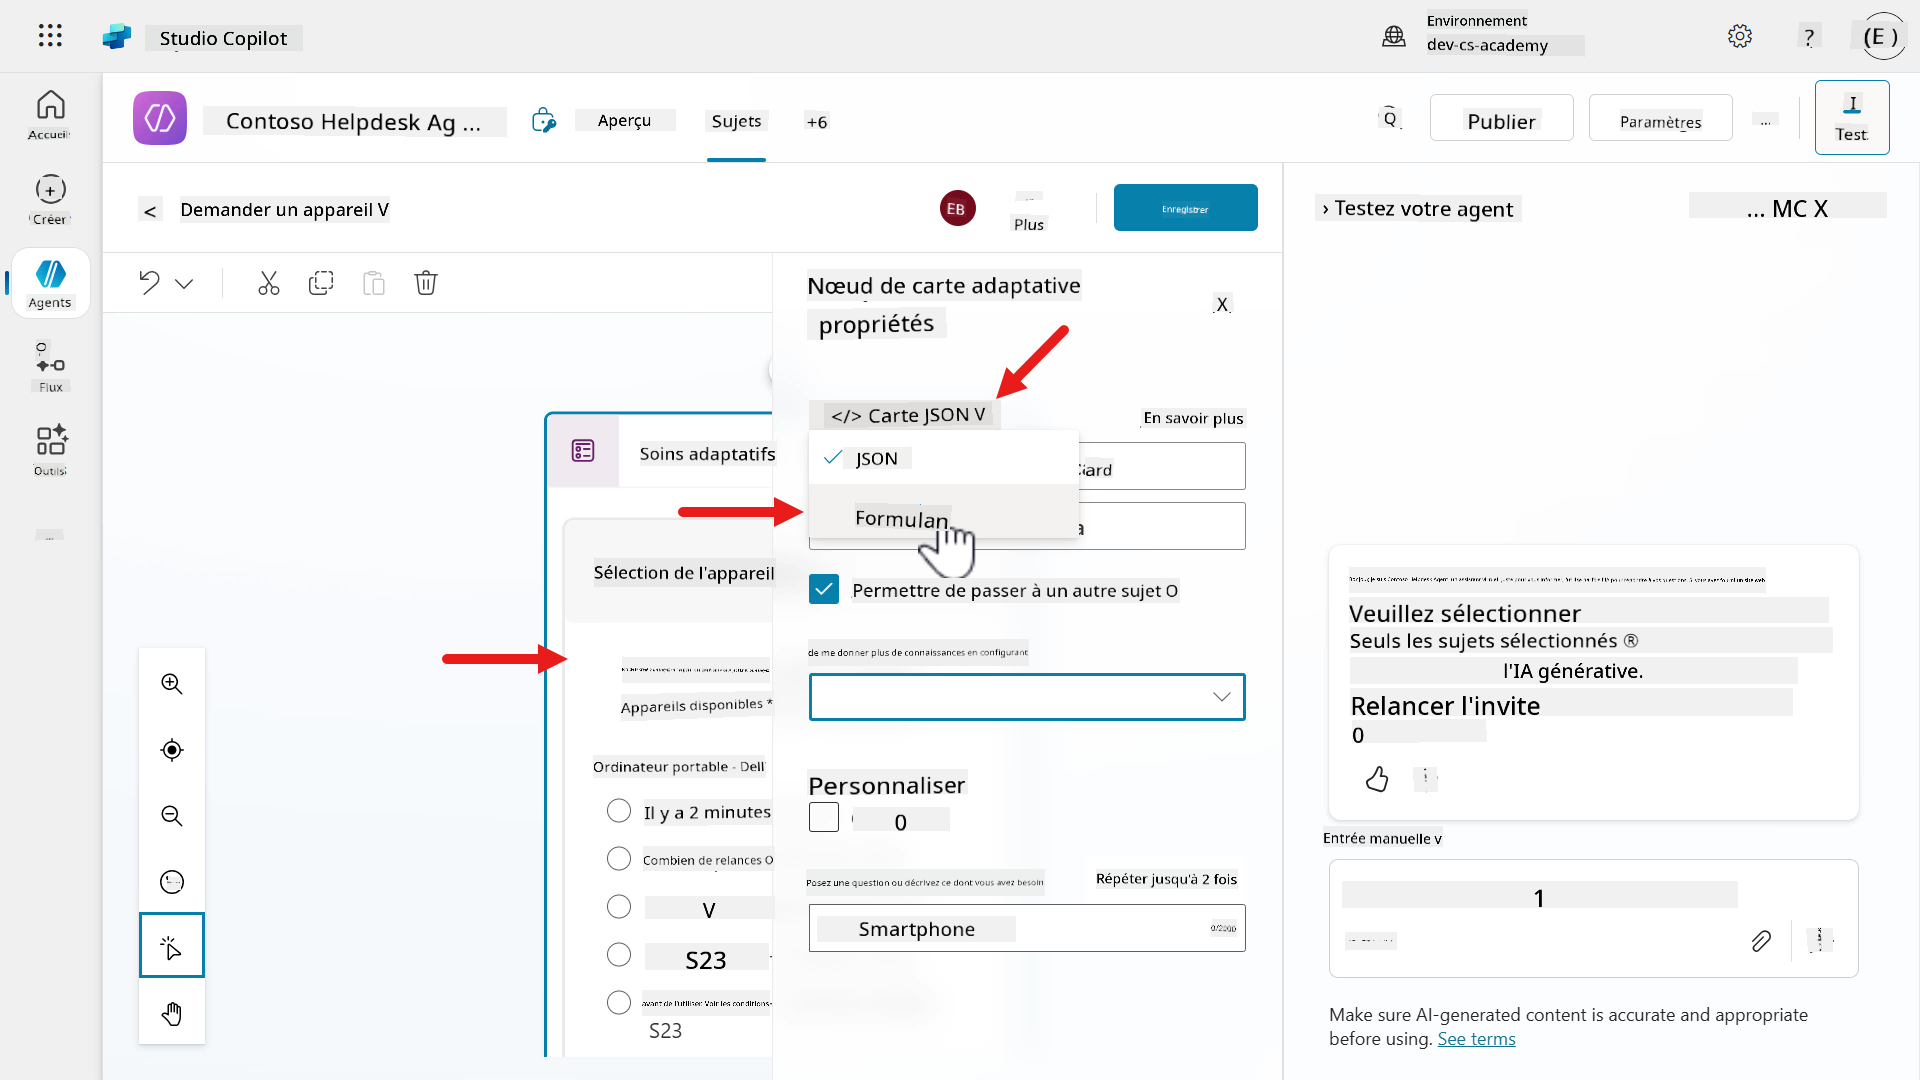 Studio Copilot
Environnement
dev-cs-academy
?
(E )
Accueil
Créer
Agents
Flux
Outils
Contoso Helpdesk Ag ...
Aperçu
Sujets
+6
Q
Publier
Paramètres
...
I
Test
<
Demander un appareil V
EB
Plus
Enregistrer
› Testez votre agent
... MC X
Nœud de carte adaptative
propriétés
X
</> Carte JSON V
En savoir plus
JSON
Card
Formulan
a
Permettre de passer à un autre sujet O
de me donner plus de connaissances en configurant
Personnaliser
0
Posez une question ou décrivez ce dont vous avez besoin
Répéter jusqu'à 2 fois
Smartphone
0/2000
Soins adaptatifs
Sélection de l'appareil
Appareils disponibles *
Ordinateur portable - Dell
Il y a 2 minutes
Combien de relances O
V
S23
avant de l'utiliser. Voir les conditions-
S23
Veuillez sélectionner
Seuls les sujets sélectionnés ®
l'IA générative.
Relancer l'invite
0
Entrée manuelle v
1
Make sure AI-generated content is accurate and appropriate
before using. See terms